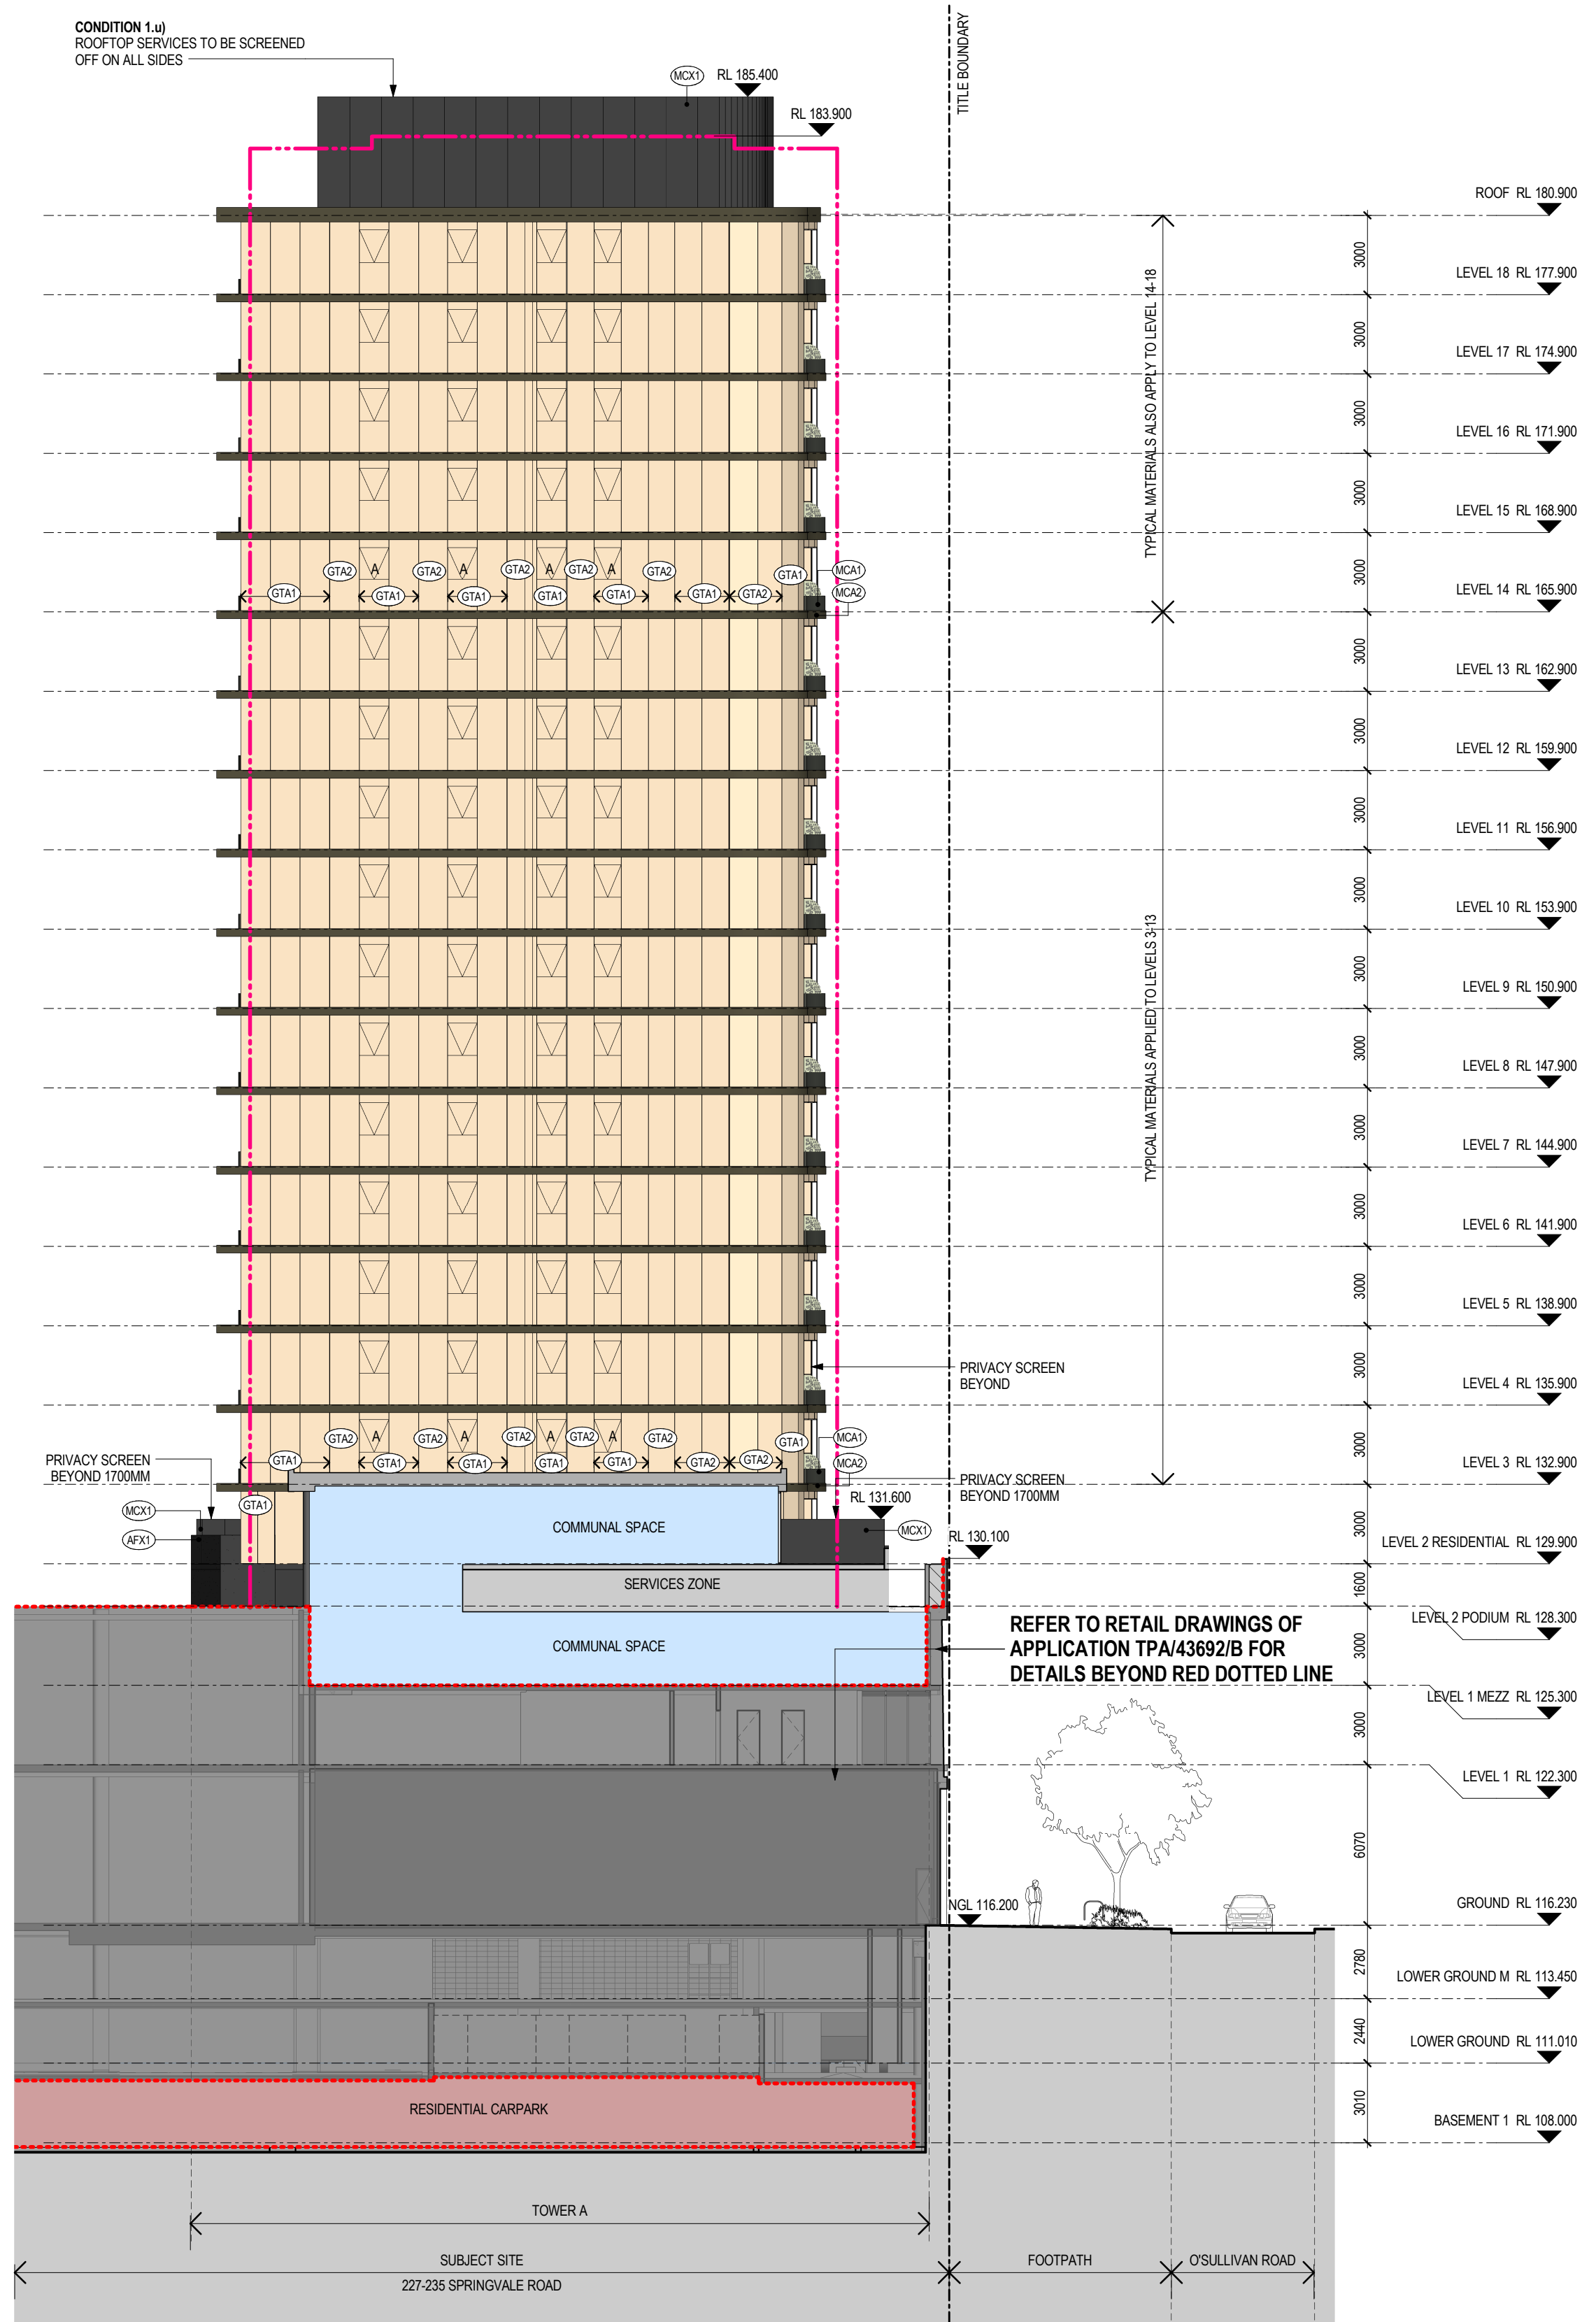 CONDITION 1.u)
ROOFTOP SERVICES TO BE SCREENED
OFF ON ALL SIDES
MCX1
RL 185.400
RL 183.900
TITLE BOUNDARY
ROOF RL 180.900
3000
LEVEL 18 RL 177.900
3000
LEVEL 17 RL 174.900
3000
LEVEL 16 RL 171.900
3000
LEVEL 15 RL 168.900
3000
LEVEL 14 RL 165.900
TYPICAL MATERIALS ALSO APPLY TO LEVEL 14-18
GTA2 A GTA2 A GTA2 A GTA2 A GTA2 GTA1 MCA1
GTA1 GTA1 GTA1 GTA1 GTA1 GTA1 GTA2 MCA2
3000
LEVEL 13 RL 162.900
3000
LEVEL 12 RL 159.900
3000
LEVEL 11 RL 156.900
3000
LEVEL 10 RL 153.900
3000
LEVEL 9 RL 150.900
3000
LEVEL 8 RL 147.900
3000
LEVEL 7 RL 144.900
3000
LEVEL 6 RL 141.900
3000
LEVEL 5 RL 138.900
3000
LEVEL 4 RL 135.900
3000
LEVEL 3 RL 132.900
TYPICAL MATERIALS APPLIED TO LEVELS 3-13
PRIVACY SCREEN
BEYOND
GTA2 A GTA2 A GTA2 A GTA2 A GTA2 GTA1 MCA1
GTA1 GTA1 GTA1 GTA1 GTA1 GTA2 GTA2 MCA2
PRIVACY SCREEN
BEYOND 1700MM
PRIVACY SCREEN
BEYOND 1700MM
MCX1
AFX1
GTA1
RL 131.600
MCX1
RL 130.100
COMMUNAL SPACE
3000
LEVEL 2 RESIDENTIAL RL 129.900
SERVICES ZONE
1600
LEVEL 2 PODIUM RL 128.300
COMMUNAL SPACE
REFER TO RETAIL DRAWINGS OF
APPLICATION TPA/43692/B FOR
DETAILS BEYOND RED DOTTED LINE
3000
LEVEL 1 MEZZ RL 125.300
3000
LEVEL 1 RL 122.300
6070
NGL 116.200
GROUND RL 116.230
2780
LOWER GROUND M RL 113.450
2440
LOWER GROUND RL 111.010
3010
RESIDENTIAL CARPARK
BASEMENT 1 RL 108.000
TOWER A
SUBJECT SITE
227-235 SPRINGVALE ROAD
FOOTPATH
O'SULLIVAN ROAD